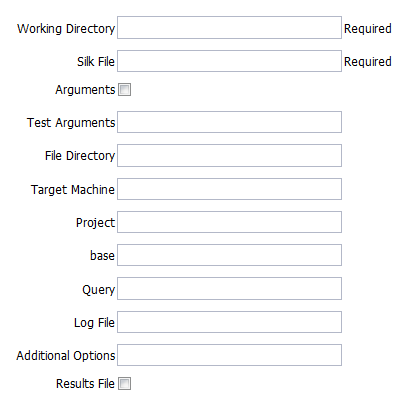 Working Directory Required
Silk File Required
Arguments
Test Arguments
File Directory
Target Machine
Project
base
Query
Log File
Additional Options
Results File